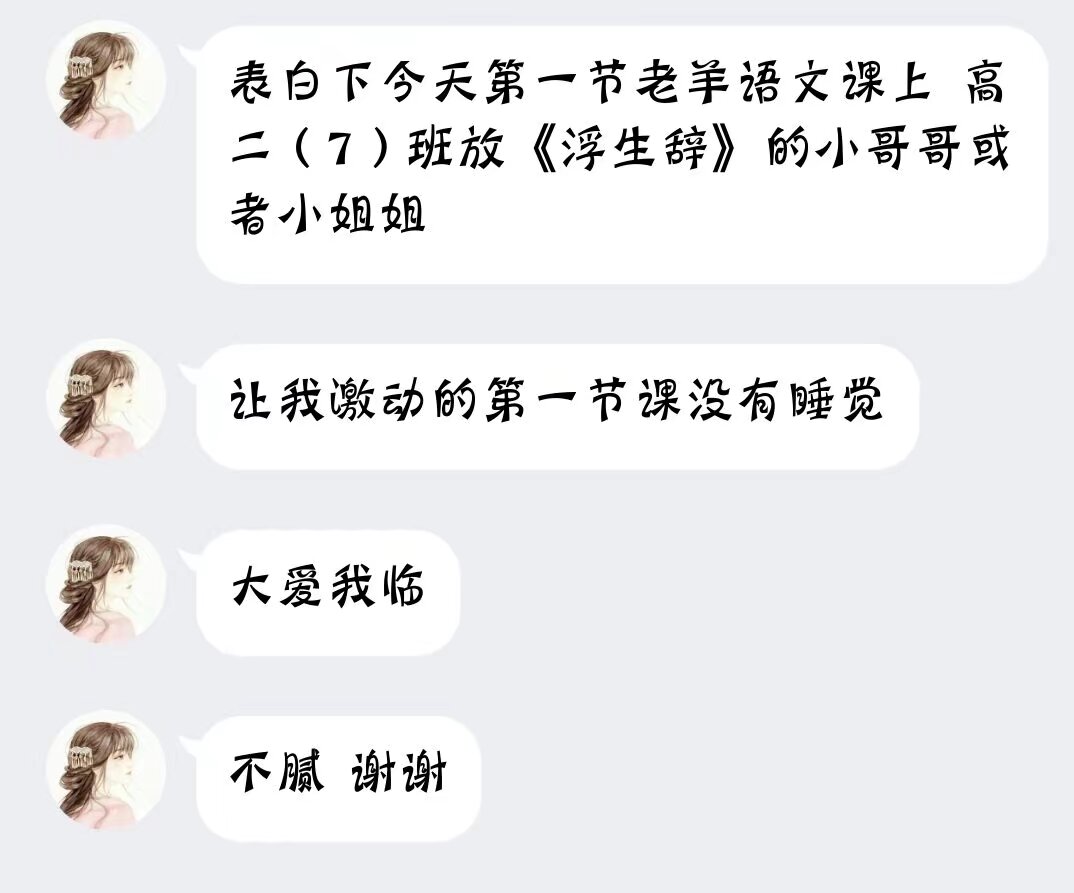 表白下今天第一节老羊语文课上 高
二（7）班放《浮生辞》的小哥哥或
者小姐姐
让我激动的第一节课没有睡觉
大爱我临
不腻 谢谢